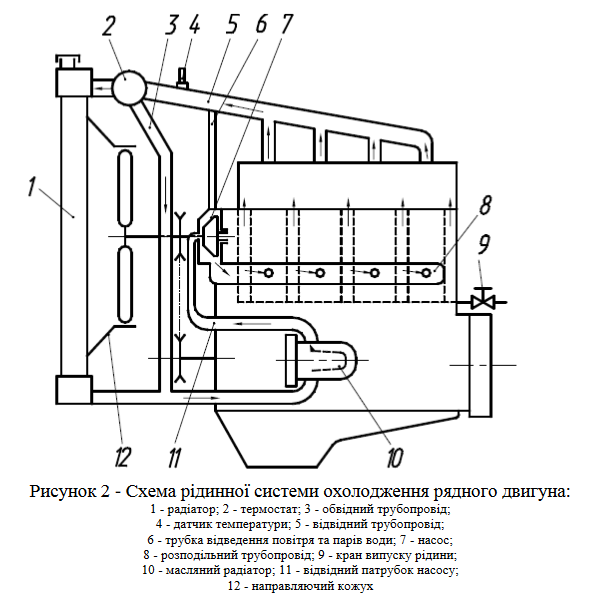 2
3
4
5
6
7
1
8
9
12
11
10
Рисунок 2 - Схема рідинної системи охолодження рядного двигуна:
1 - радіатор; 2 - термостат; 3 - обвідний трубопровід;
4 - датчик температури; 5 - відвідний трубопровід;
6 - трубка відведення повітря та парів води; 7 - насос;
8 - розподільний трубопровід; 9 - кран випуску рідини;
10 - масляний радіатор; 11 - відвідний патрубок насосу;
12 - направляючий кожух